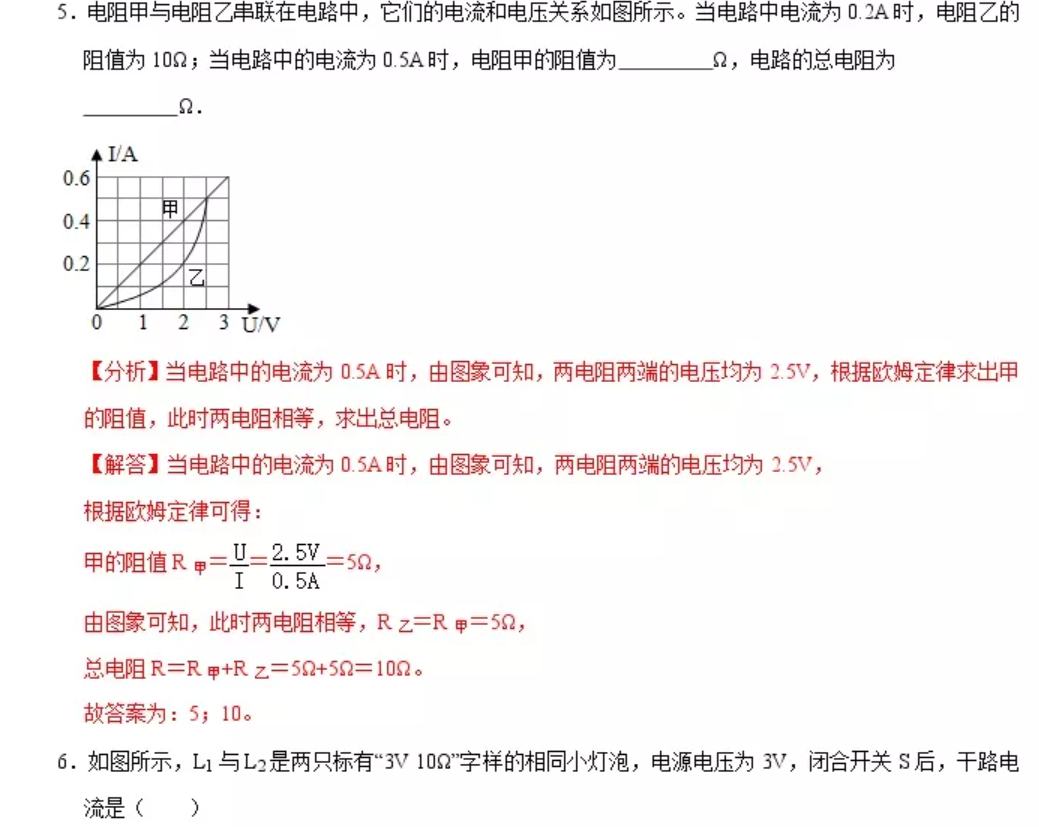 5．电阻甲与电阻乙串联在电路中，它们的电流和电压关系如图所示。当电路中电流为 0.2A 时，电阻乙的
阻值为 10Ω；当电路中的电流为 0.5A 时，电阻甲的阻值为________Ω，电路的总电阻为
________Ω．
I/A
0.6
甲
0.4
0.2
乙
0 1 2 3 U/V
【分析】当电路中的电流为 0.5A 时，由图象可知，两电阻两端的电压均为 2.5V，根据欧姆定律求出甲
的阻值，此时两电阻相等，求出总电阻。
【解答】当电路中的电流为 0.5A 时，由图象可知，两电阻两端的电压均为 2.5V，
根据欧姆定律可得：
甲的阻值 R 甲＝U/I＝2.5V/0.5A＝5Ω，
由图象可知，此时两电阻相等，R 乙＝R 甲＝5Ω，
总电阻 R＝R 甲+R 乙＝5Ω+5Ω＝10Ω。
故答案为：5；10。
6．如图所示，L1 与 L2 是两只标有“3V 10Ω”字样的相同小灯泡，电源电压为 3V，闭合开关 S 后，干路电
流是（　　）